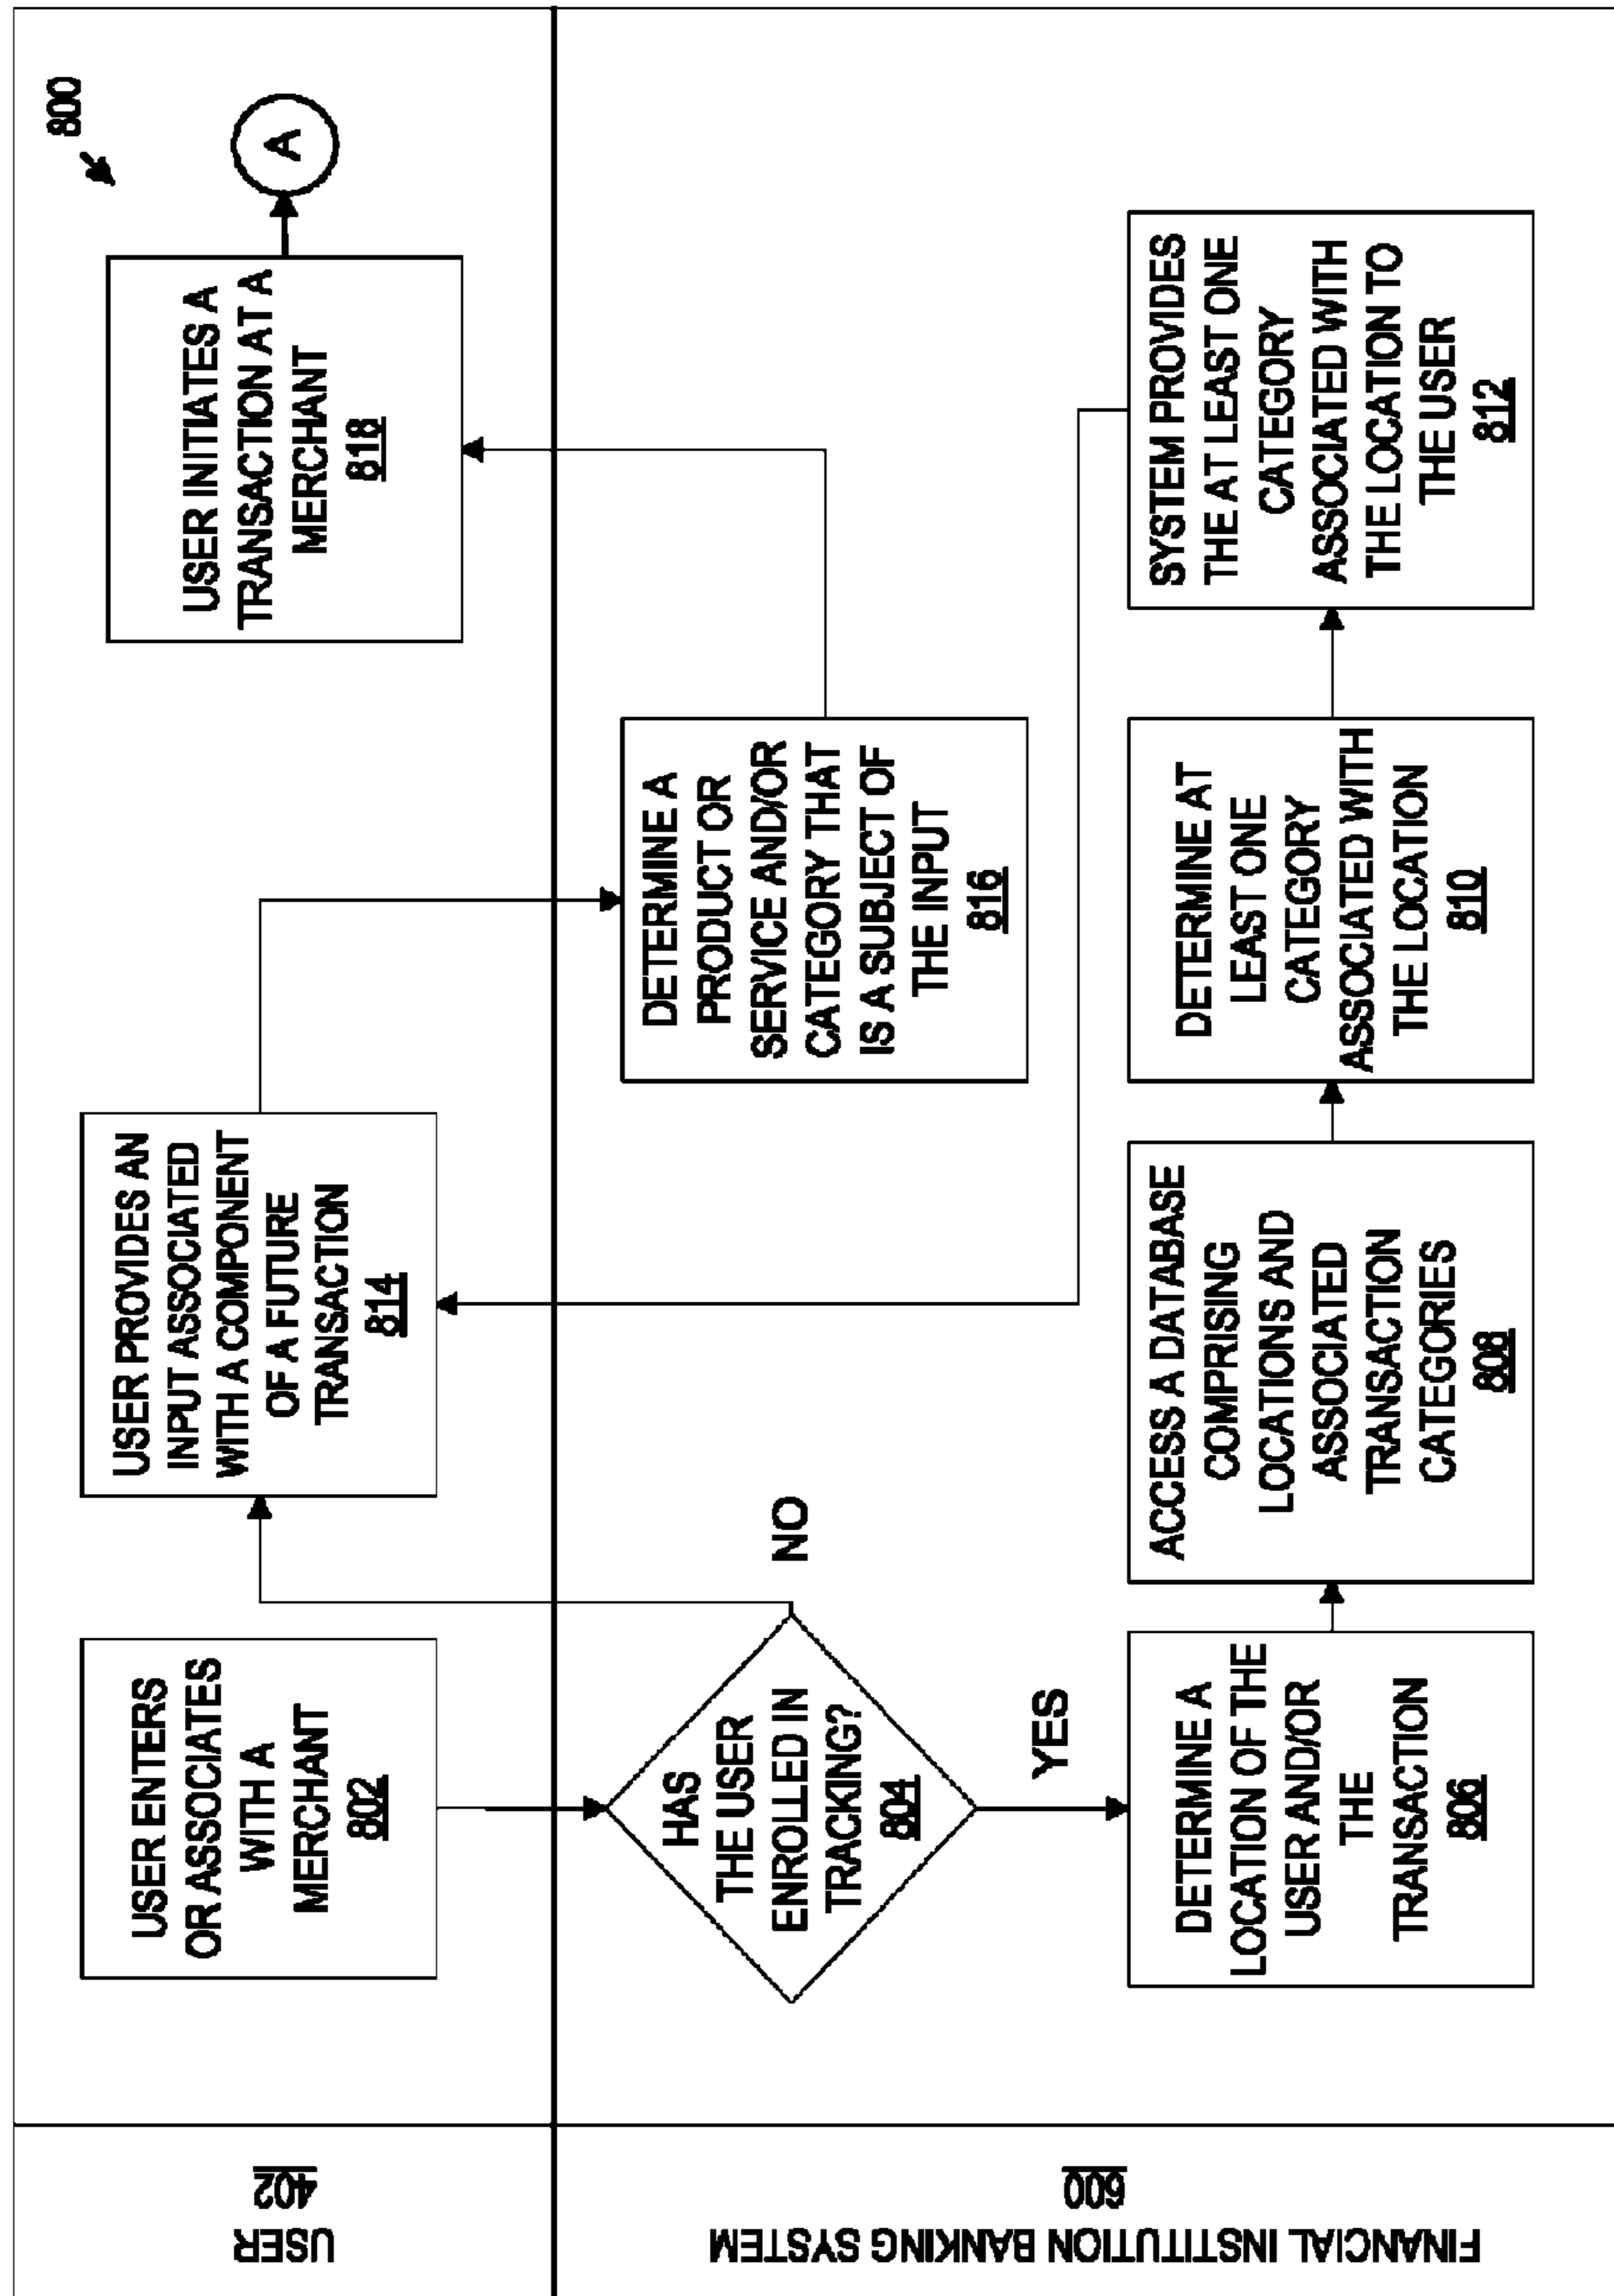 800
USER
402
USER ENTERS
OR ASSOCIATES
WITH A
MERCHANT
802
USER PROVIDES AN
INPUT ASSOCIATED
WITH A COMPONENT
OF A FUTURE
TRANSACTION
814
USER INITIATES A
TRANSACTION AT A
MERCHANT
818
A
FINANCIAL INSTITUTION BANKING SYSTEM
600
HAS
THE USER
ENROLLED IN
TRACKING?
804
NO
YES
DETERMINE A
PRODUCT OR
SERVICE AND/OR
CATEGORY THAT
IS A SUBJECT OF
THE INPUT
816
DETERMINE A
LOCATION OF THE
USER AND/OR
THE
TRANSACTION
806
ACCESS A DATABASE
COMPRISING
LOCATIONS AND
ASSOCIATED
TRANSACTION
CATEGORIES
808
DETERMINE AT
LEAST ONE
CATEGORY
ASSOCIATED WITH
THE LOCATION
810
SYSTEM PROVIDES
THE AT LEAST ONE
CATEGORY
ASSOCIATED WITH
THE LOCATION TO
THE USER
812